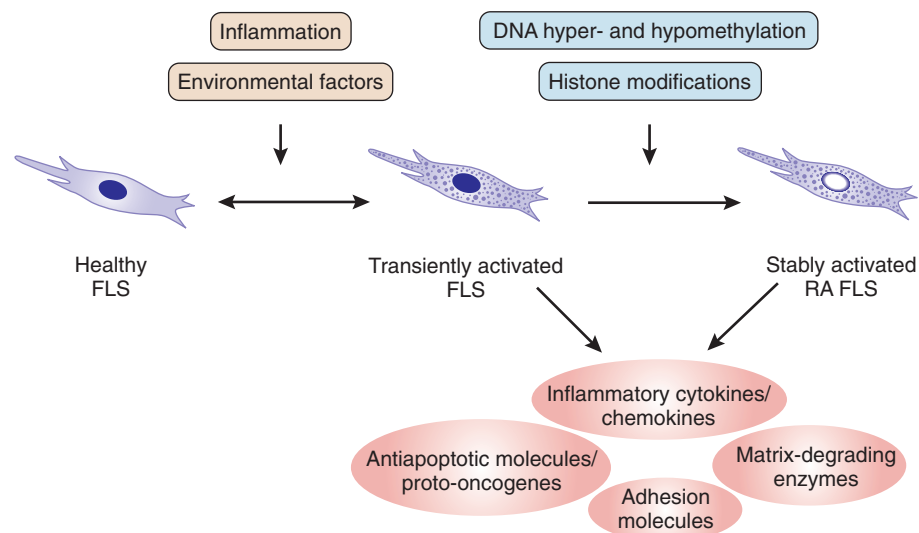 Inflammation
Environmental factors
DNA hyper- and hypomethylation
Histone modifications
Healthy
FLS
Transiently activated
FLS
Stably activated
RA FLS
Inflammatory cytokines/
chemokines
Antiapoptotic molecules/
proto-oncogenes
Matrix-degrading
enzymes
Adhesion
molecules